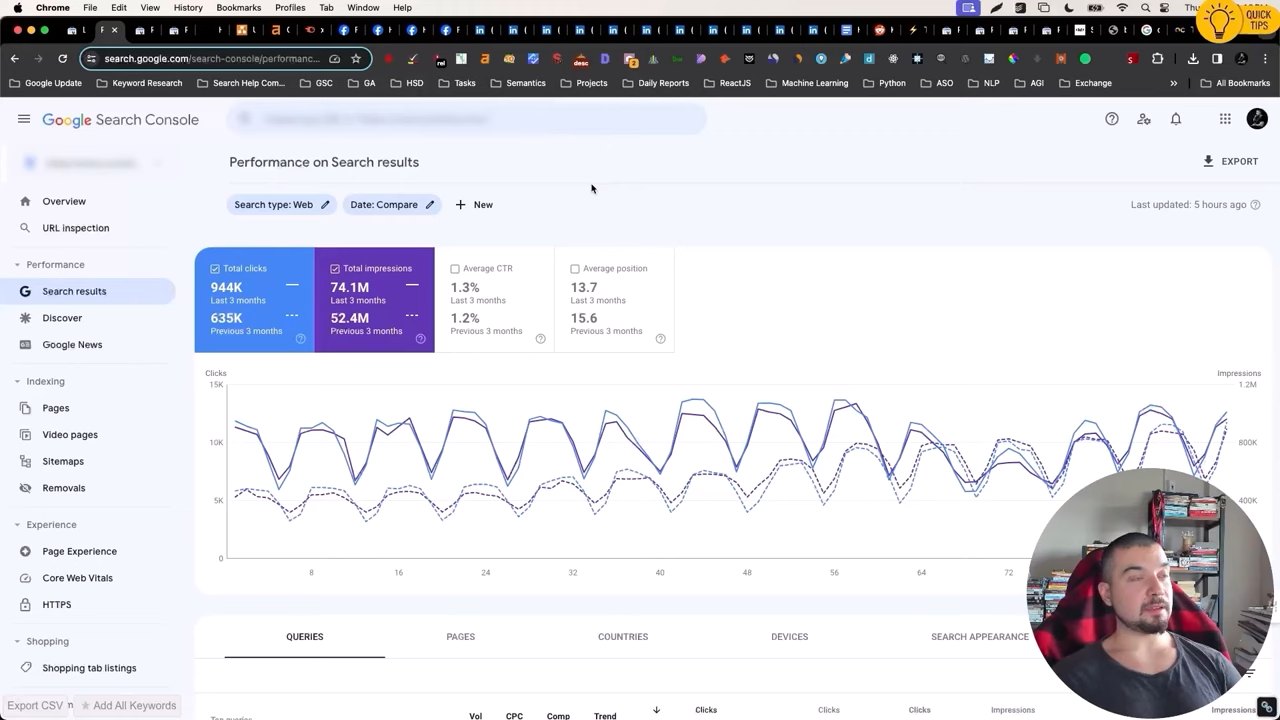 Chrome File Edit View History Bookmarks Profiles Tab Window Help
QUICK TIPS
search.google.com/search-console/performanc...
Google Update Keyword Research Search Help Com... GSC GA HSD Tasks Semantics Projects Daily Reports ReactJS Machine Learning Python ASO NLP AGI Exchange » All Bookmarks
Google Search Console
Performance on Search results
EXPORT
Search type: Web
Date: Compare
New
Last updated: 5 hours ago
Overview
URL inspection
Performance
Search results
Discover
Google News
Indexing
Pages
Video pages
Sitemaps
Removals
Experience
Page Experience
Core Web Vitals
HTTPS
Shopping
Shopping tab listings
Export CSV
Add All Keywords
Total clicks
944K
Last 3 months
635K
Previous 3 months
Total impressions
74.1M
Last 3 months
52.4M
Previous 3 months
Average CTR
1.3%
Last 3 months
1.2%
Previous 3 months
Average position
13.7
Last 3 months
15.6
Previous 3 months
Clicks
Impressions
15K
1.2M
10K
800K
5K
400K
0
8 16 24 32 40 48 56 64 72
QUERIES PAGES COUNTRIES DEVICES SEARCH APPEARANCE
Top queries Vol CPC Comp Trend Clicks Clicks Clicks Impressions Impressions